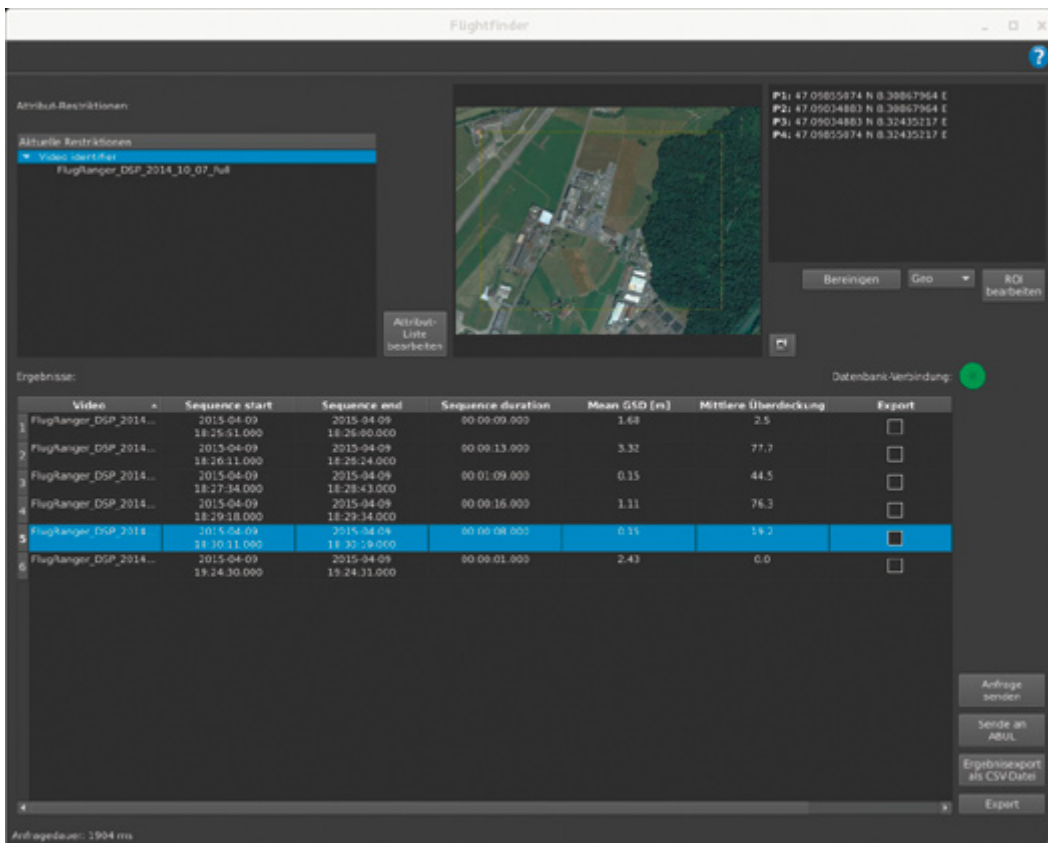 Flightfinder
?
Attribut-Restriktionen:
Aktuelle Restriktionen
Video identifier
FlugRanger_DSP_2014_10_07_full
Attribut-
Liste
bearbeiten
P1: 47.09855074 N 8.30867964 E
P2: 47.09034883 N 8.30867964 E
P3: 47.09034883 N 8.32435217 E
P4: 47.09855074 N 8.32435217 E
Bereinigen Geo ROI
bearbeiten
Ergebnisse: Datenbank-Verbindung:
Video Sequence start Sequence end Sequence duration Mean GSD [m] Mittlere Überdeckung Export
1 FlugRanger_DSP_2014... 2015-04-09 2015-04-09 00:00:09.000 1.68 2.5
18:25:51.000 18:26:00.000
2 FlugRanger_DSP_2014... 2015-04-09 2015-04-09 00:00:13.000 3.32 77.7
18:26:11.000 18:26:24.000
3 FlugRanger_DSP_2014... 2015-04-09 2015-04-09 00:01:09.000 0.15 44.5
18:27:34.000 18:28:43.000
4 FlugRanger_DSP_2014... 2015-04-09 2015-04-09 00:00:16.000 1.11 76.3
18:29:18.000 18:29:34.000
5 FlugRanger_DSP_2014... 2015-04-09 2015-04-09 00:00:08.000 0.15 19.2
18:30:11.000 18:30:19.000
6 FlugRanger_DSP_2014... 2015-04-09 2015-04-09 00:00:01.000 2.43 0.0
19:24:30.000 19:24:31.000
Anfrage
senden
Sende an
ABUL
Ergebnisexport
als CSV-Datei
Export
Anfragedauer: 1904 ms